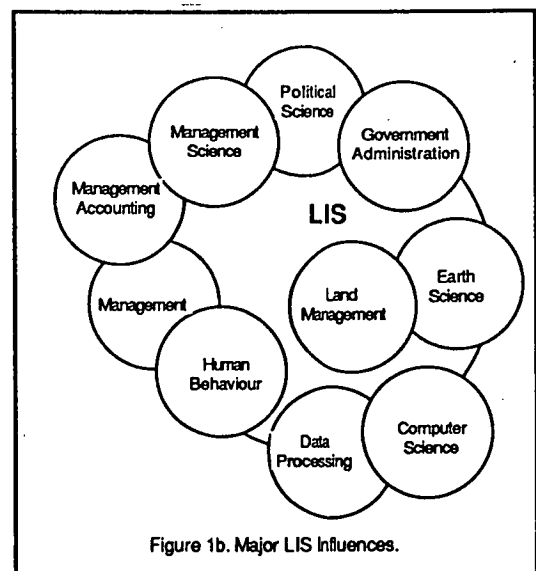 Political
Science
Management
Science
Government
Administration
Management
Accounting
LIS
Management
Land
Management
Earth
Science
Human
Behaviour
Data
Processing
Computer
Science
Figure 1b. Major LIS Influences.